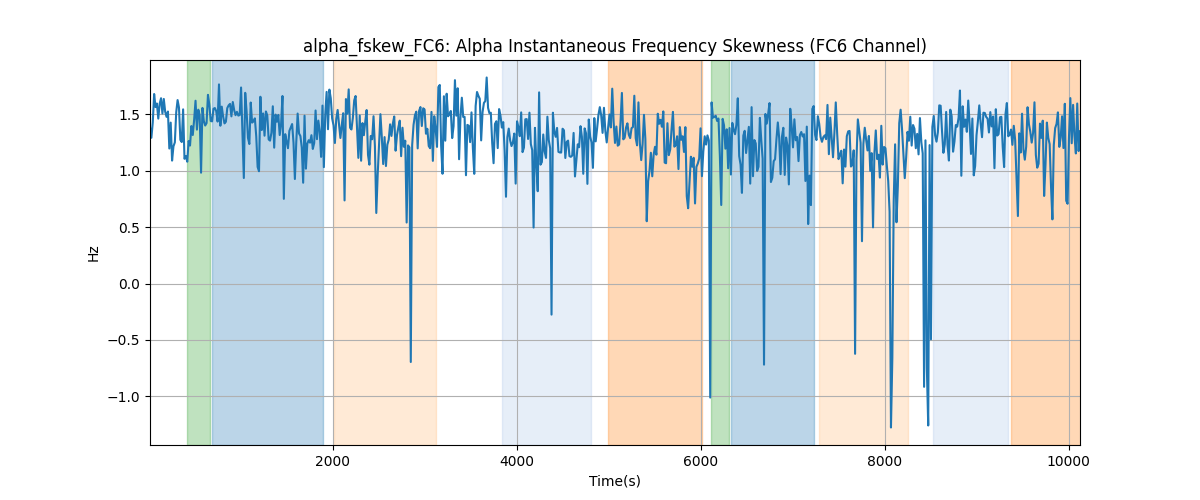 alpha_fskew_FC6: Alpha Instantaneous Frequency Skewness (FC6 Channel)
1.5
1.0
0.5
0.0
−0.5
−1.0
Hz
2000 4000 6000 8000 10000
Time(s)